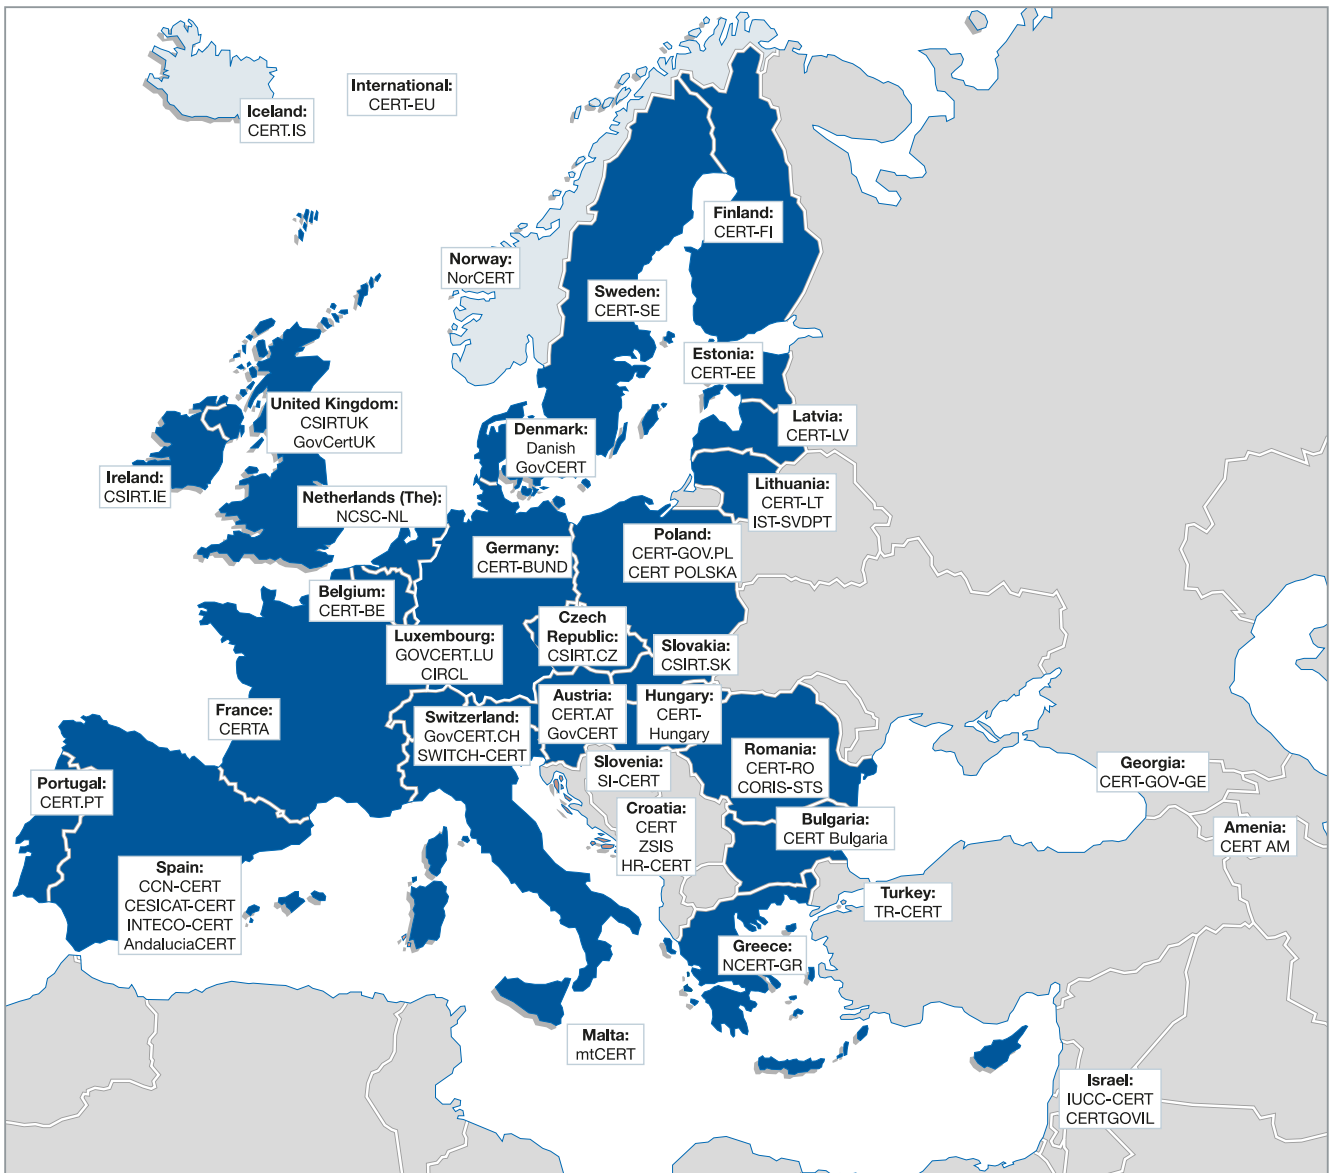 International:
CERT-EU
Iceland:
CERT.IS
Finland:
CERT-FI
Norway:
NorCERT
Sweden:
CERT-SE
Estonia:
CERT-EE
United Kingdom:
CSIRTUK
GovCertUK
Latvia:
CERT-LV
Denmark:
Danish
GovCERT
Ireland:
CSIRT.IE
Lithuania:
CERT-LT
IST-SVDPT
Netherlands (The):
NCSC-NL
Poland:
CERT-GOV.PL
CERT POLSKA
Germany:
CERT-BUND
Belgium:
CERT-BE
Czech
Republic:
CSIRT.CZ
Luxembourg:
GOVCERT.LU
CIRCL
Slovakia:
CSIRT.SK
Austria:
CERT.AT
GovCERT
Hungary:
CERT-
Hungary
France:
CERTA
Switzerland:
GovCERT.CH
SWITCH-CERT
Romania:
CERT-RO
CORIS-STS
Slovenia:
SI-CERT
Georgia:
CERT-GOV-GE
Portugal:
CERT.PT
Croatia:
CERT
ZSIS
HR-CERT
Bulgaria:
CERT Bulgaria
Amenia:
CERT AM
Spain:
CCN-CERT
CESICAT-CERT
INTECO-CERT
AndaluciaCERT
Turkey:
TR-CERT
Greece:
NCERT-GR
Malta:
mtCERT
Israel:
IUCC-CERT
CERTGOVIL